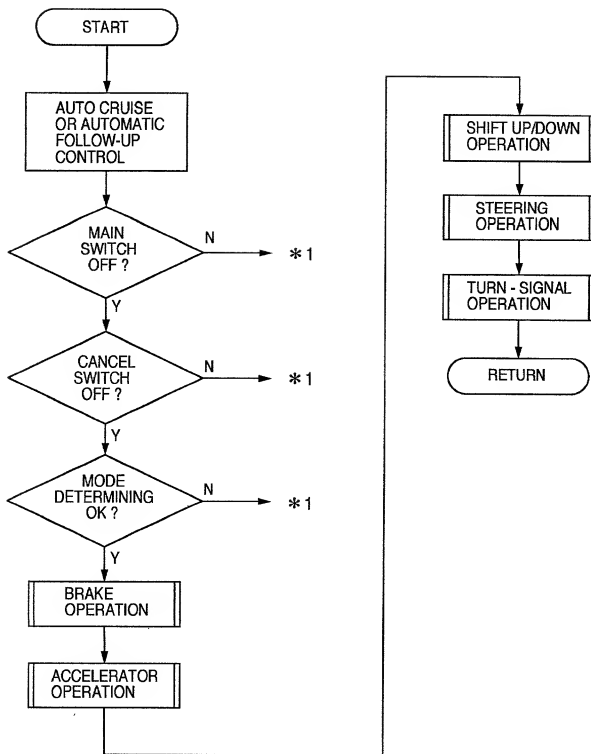 START
AUTO CRUISE
OR AUTOMATIC
FOLLOW-UP
CONTROL
MAIN
SWITCH
OFF ?
N
*1
Y
CANCEL
SWITCH
OFF ?
N
*1
Y
MODE
DETERMINING
OK ?
N
*1
Y
BRAKE
OPERATION
ACCELERATOR
OPERATION
SHIFT UP/DOWN
OPERATION
STEERING
OPERATION
TURN - SIGNAL
OPERATION
RETURN